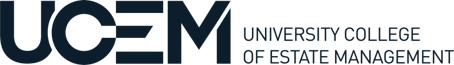 UCEM
UNIVERSITY COLLEGE
OF ESTATE MANAGEMENT